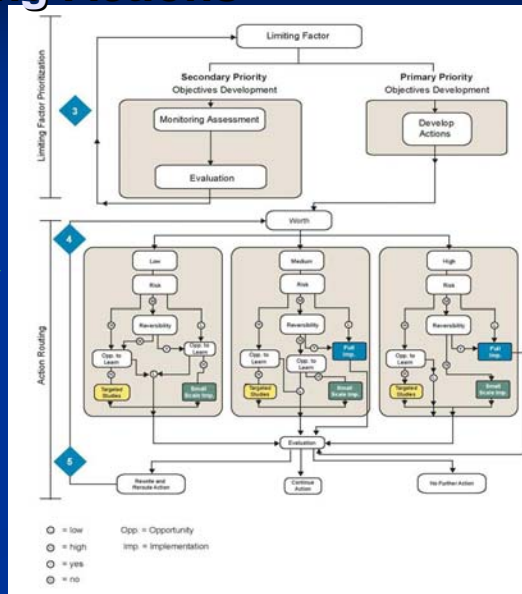 Limiting Factor Prioritization
3
Limiting Factor
Secondary Priority
Objectives Development
Primary Priority
Objectives Development
Monitoring Assessment
Evaluation
Develop
Actions
Action Routing
4
5
Worth
Low
Risk
Reversibility
Opp. to
Learn
Opp. to
Learn
Targeted
Studies
Small
Scale Imp.
Medium
Risk
Reversibility
Full
Imp.
Opp. to
Learn
Opp. to
Learn
Targeted
Studies
Small
Scale Imp.
High
Risk
Reversibility
Full
Imp.
Opp. to
Learn
Targeted
Studies
Small
Scale Imp.
Evaluation
Rewrite and
Reroute Action
Continue
Action
No Further Action
= low
= high
= yes
= no
Opp. = Opportunity
Imp. = Implementation